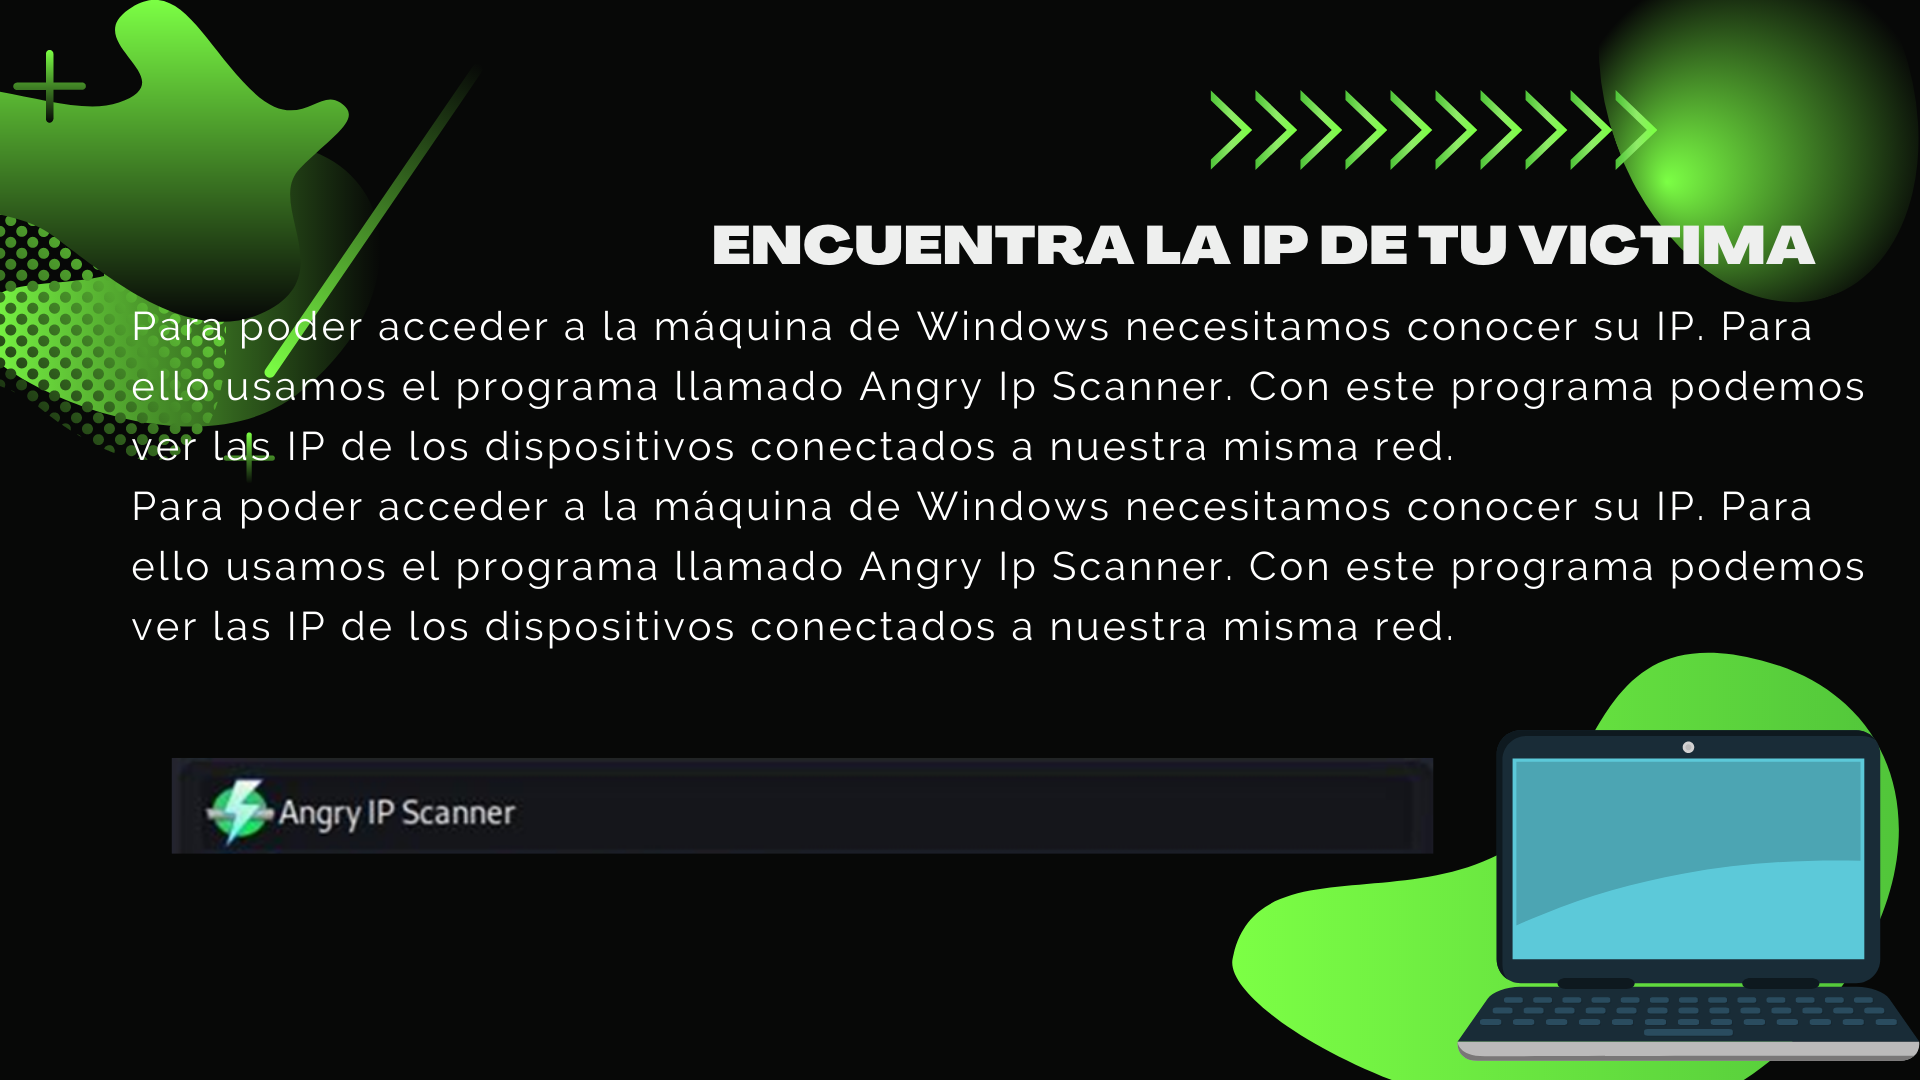 ENCUENTRA LA IP DE TU VICTIMA
Para poder acceder a la máquina de Windows necesitamos conocer su IP. Para
ello usamos el programa llamado Angry Ip Scanner. Con este programa podemos
ver las IP de los dispositivos conectados a nuestra misma red.
Para poder acceder a la máquina de Windows necesitamos conocer su IP. Para
ello usamos el programa llamado Angry Ip Scanner. Con este programa podemos
ver las IP de los dispositivos conectados a nuestra misma red.
Angry IP Scanner